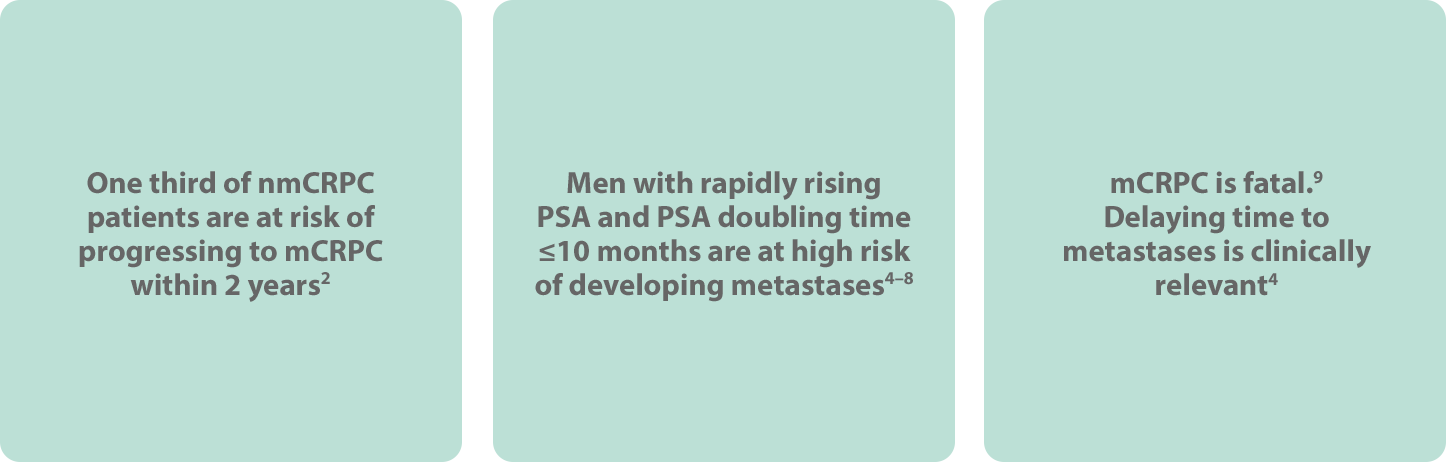 One third of nmCRPC
patients are at risk of
progressing to mCRPC
within 2 years²
Men with rapidly rising
PSA and PSA doubling time
≤10 months are at high risk
of developing metastases⁴⁻⁸
mCRPC is fatal.⁹
Delaying time to
metastases is clinically
relevant⁴